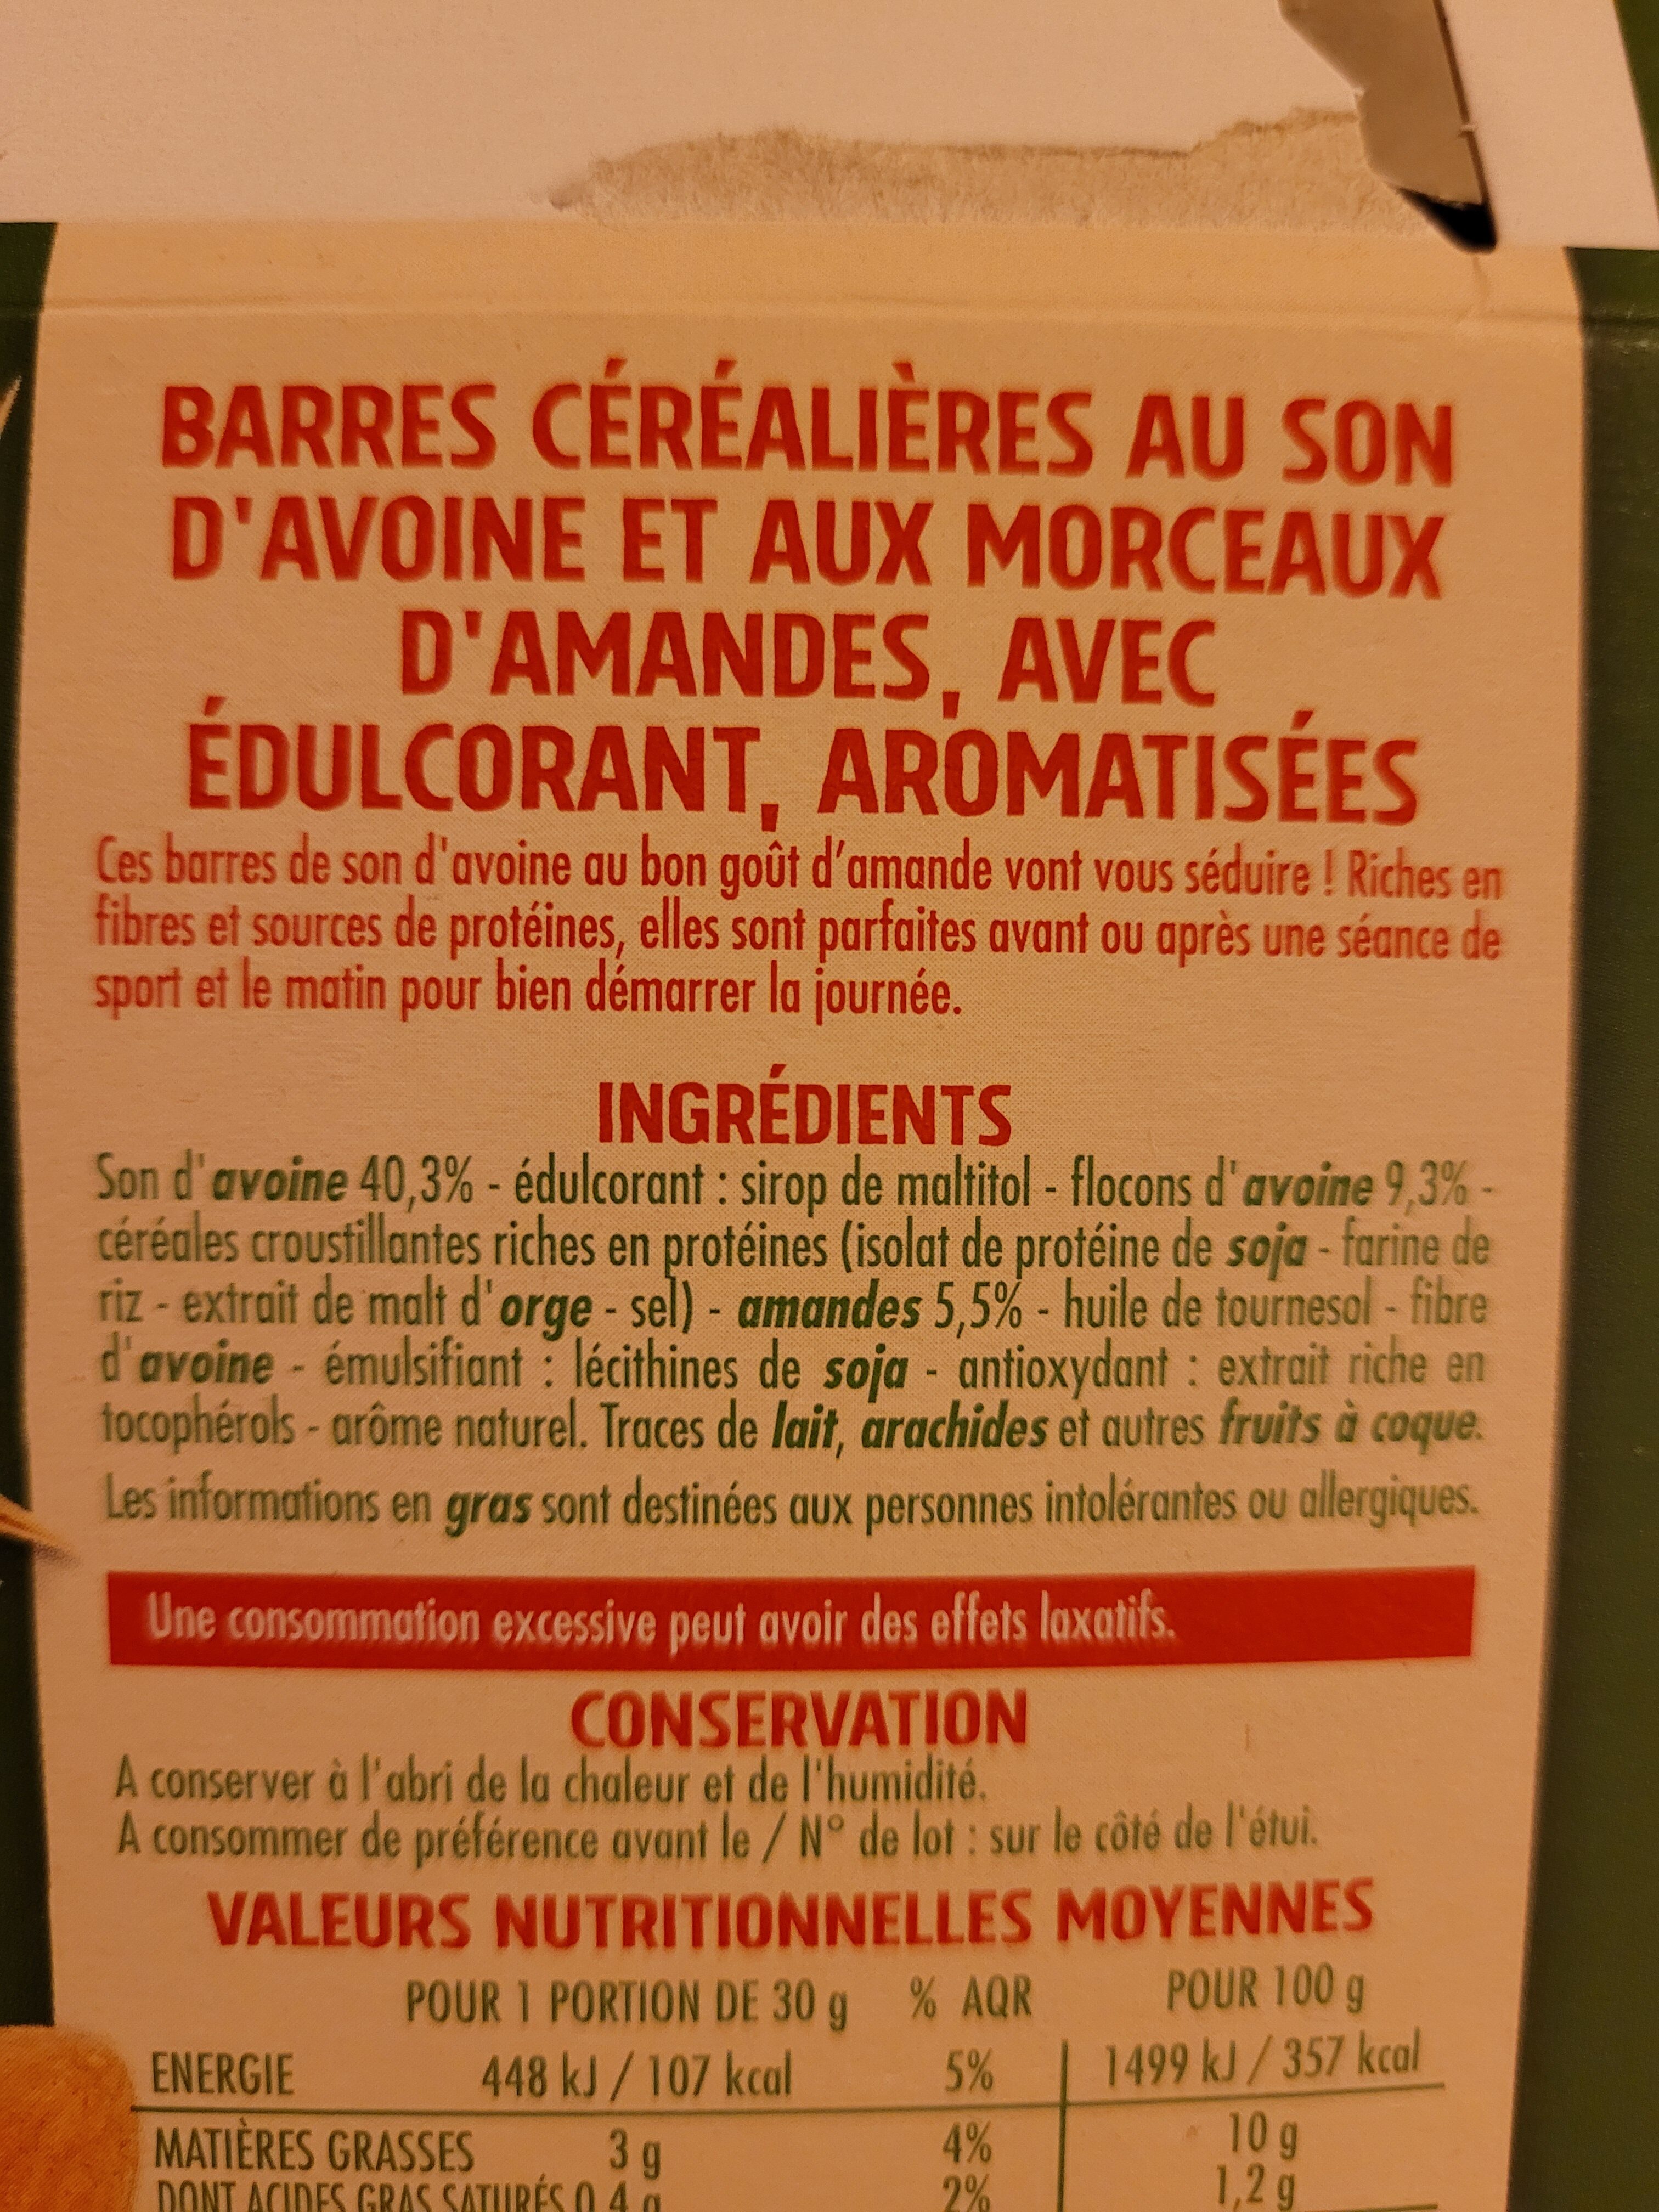 BARRES CÉRÉALIÈRES AU SON
D'AVOINE ET AUX MORCEAUX
D'AMANDES, AVEC
ÉDULCORANT, AROMATISÉES
Ces barres de son d'avoine au bon goût d'amande vont vous séduire ! Riches en
fibres et sources de protéines, elles sont parfaites avant ou après une séance de
sport et le matin pour bien démarrer la journée.
INGRÉDIENTS
Son d'avoine 40,3% - édulcorant : sirop de maltitol - flocons d'avoine 9,3% -
céréales croustillantes riches en protéines (isolat de protéine de soja - farine de
riz - extrait de malt d'orge - sel) - amandes 5,5% - huile de tournesol - fibre
d'avoine - émulsifiant : lécithines de soja - antioxydant : extrait riche en
tocophérols - arôme naturel. Traces de lait, arachides et autres fruits à coque.
Les informations en gras sont destinées aux personnes intolérantes ou allergiques.
Une consommation excessive peut avoir des effets laxatifs.
CONSERVATION
A conserver à l'abri de la chaleur et de l'humidité.
A consommer de préférence avant le / N° de lot : sur le côté de l'étui.
VALEURS NUTRITIONNELLES MOYENNES
POUR 1 PORTION DE 30 g % AQR POUR 100 g
ENERGIE 448 kJ / 107 kcal 5% 1499 kJ / 357 kcal
MATIÈRES GRASSES 3 g 4% 10 g
DONT ACIDES GRAS SATURÉS 0,4 g 2% 1,2 g